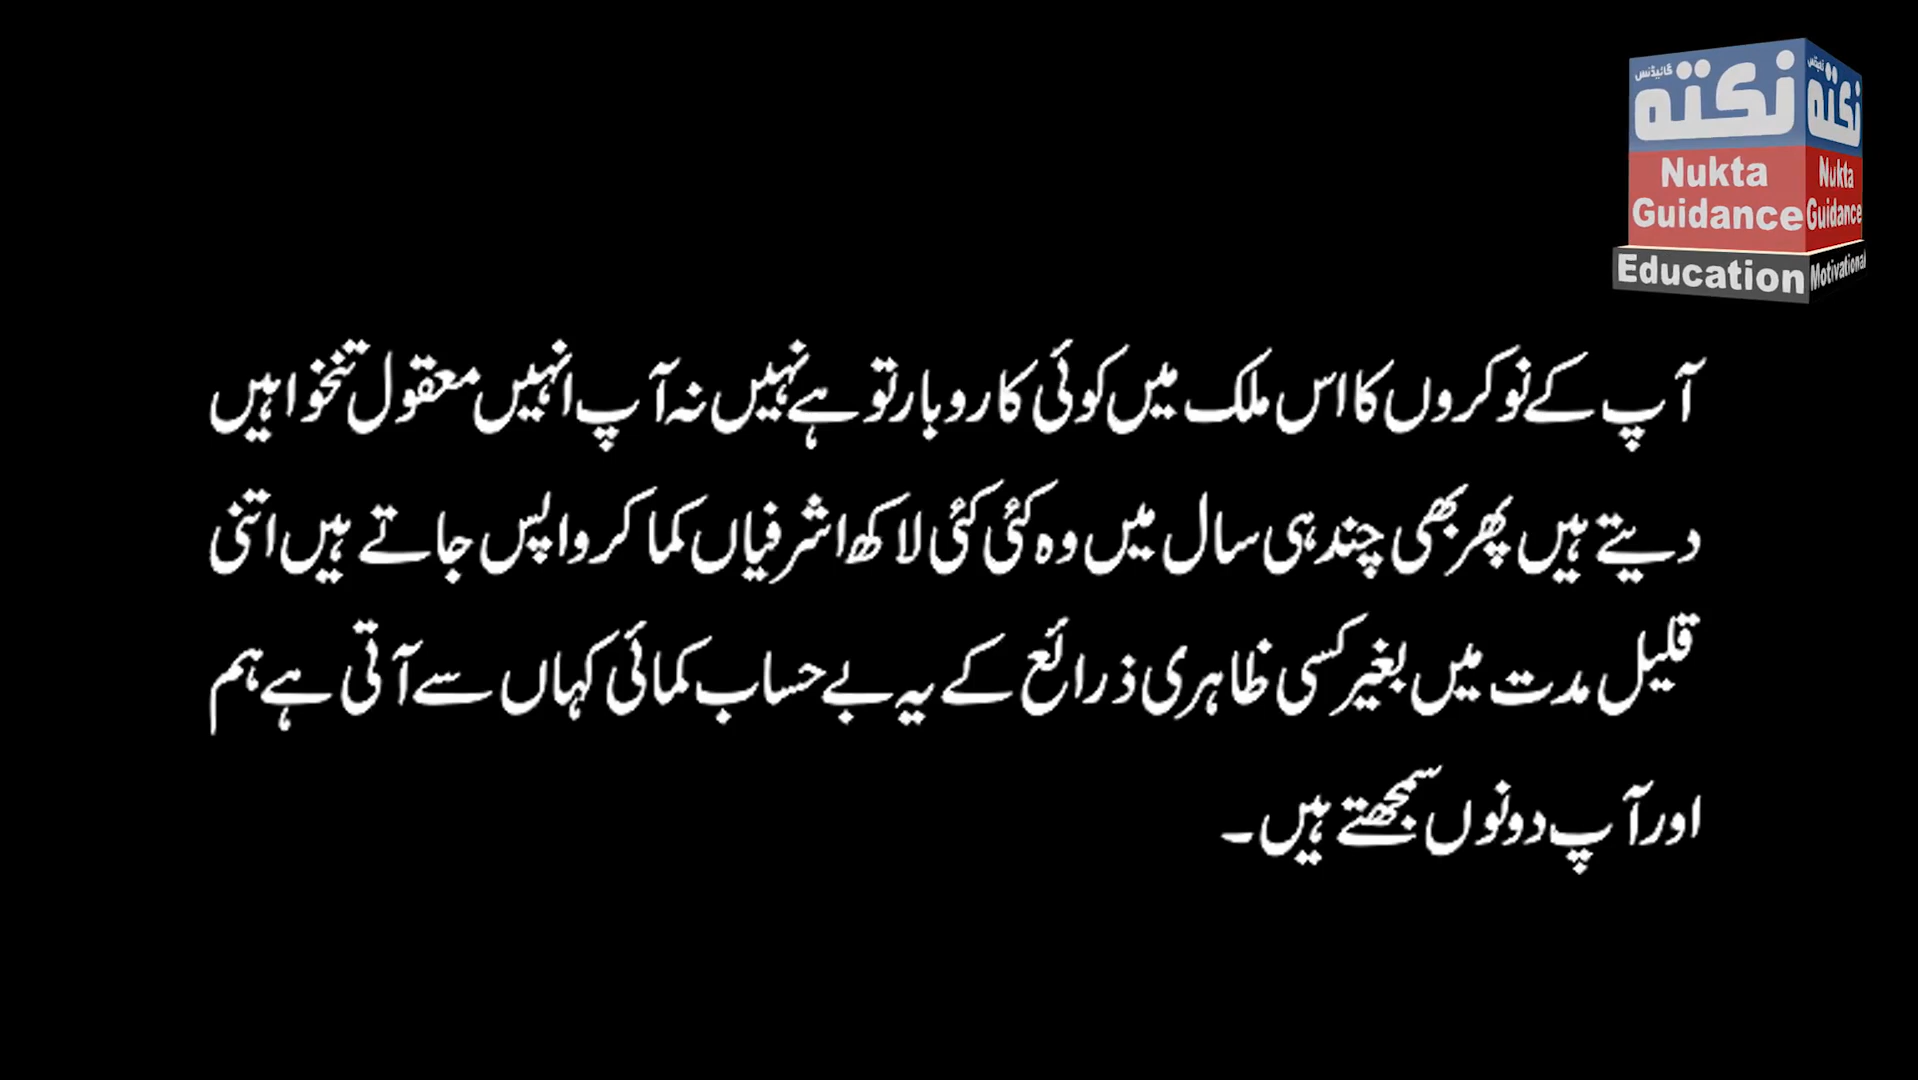 گائیڈنس
نکتہ
نکتہ
Nukta
Guidance
Nukta
Guidance
Education
Motivational
آپ کے نوکروں کا اس ملک میں کوئی کاروبار تو ہے نہیں نہ آپ انہیں معقول تنخواہیں
دیتے ہیں پھر بھی چند ہی سال میں وہ کئی کئی لاکھ اشرفیاں کما کر واپس جاتے ہیں اتنی
قلیل مدت میں بغیر کسی ظاہری ذرائع کے یہ بے حساب کمائی کہاں سے آتی ہے ہم
اور آپ دونوں سمجھتے ہیں۔